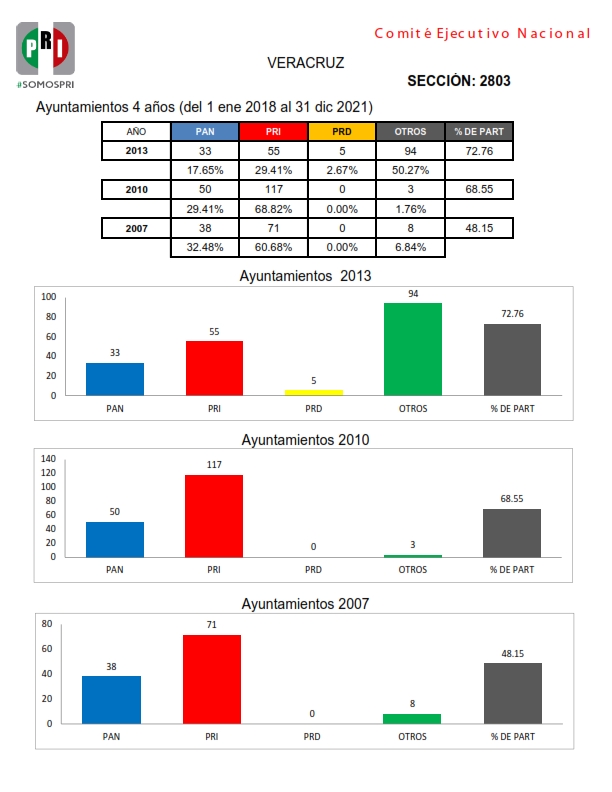 Comité Ejecutivo Nacional
PRI
#SOMOSPRI
VERACRUZ
SECCIÓN: 2803
Ayuntamientos 4 años (del 1 ene 2018 al 31 dic 2021)
AÑO PAN PRI PRD OTROS % DE PART
2013 33 55 5 94 72.76
17.65% 29.41% 2.67% 50.27%
2010 50 117 0 3 68.55
29.41% 68.82% 0.00% 1.76%
2007 38 71 0 8 48.15
32.48% 60.68% 0.00% 6.84%
Ayuntamientos 2013
100
80
60
40
20
0
33 55 5 94 72.76
PAN PRI PRD OTROS % DE PART
Ayuntamientos 2010
140
120
100
80
60
40
20
0
50 117 0 3 68.55
PAN PRI PRD OTROS % DE PART
Ayuntamientos 2007
80
60
40
20
0
38 71 0 8 48.15
PAN PRI PRD OTROS % DE PART